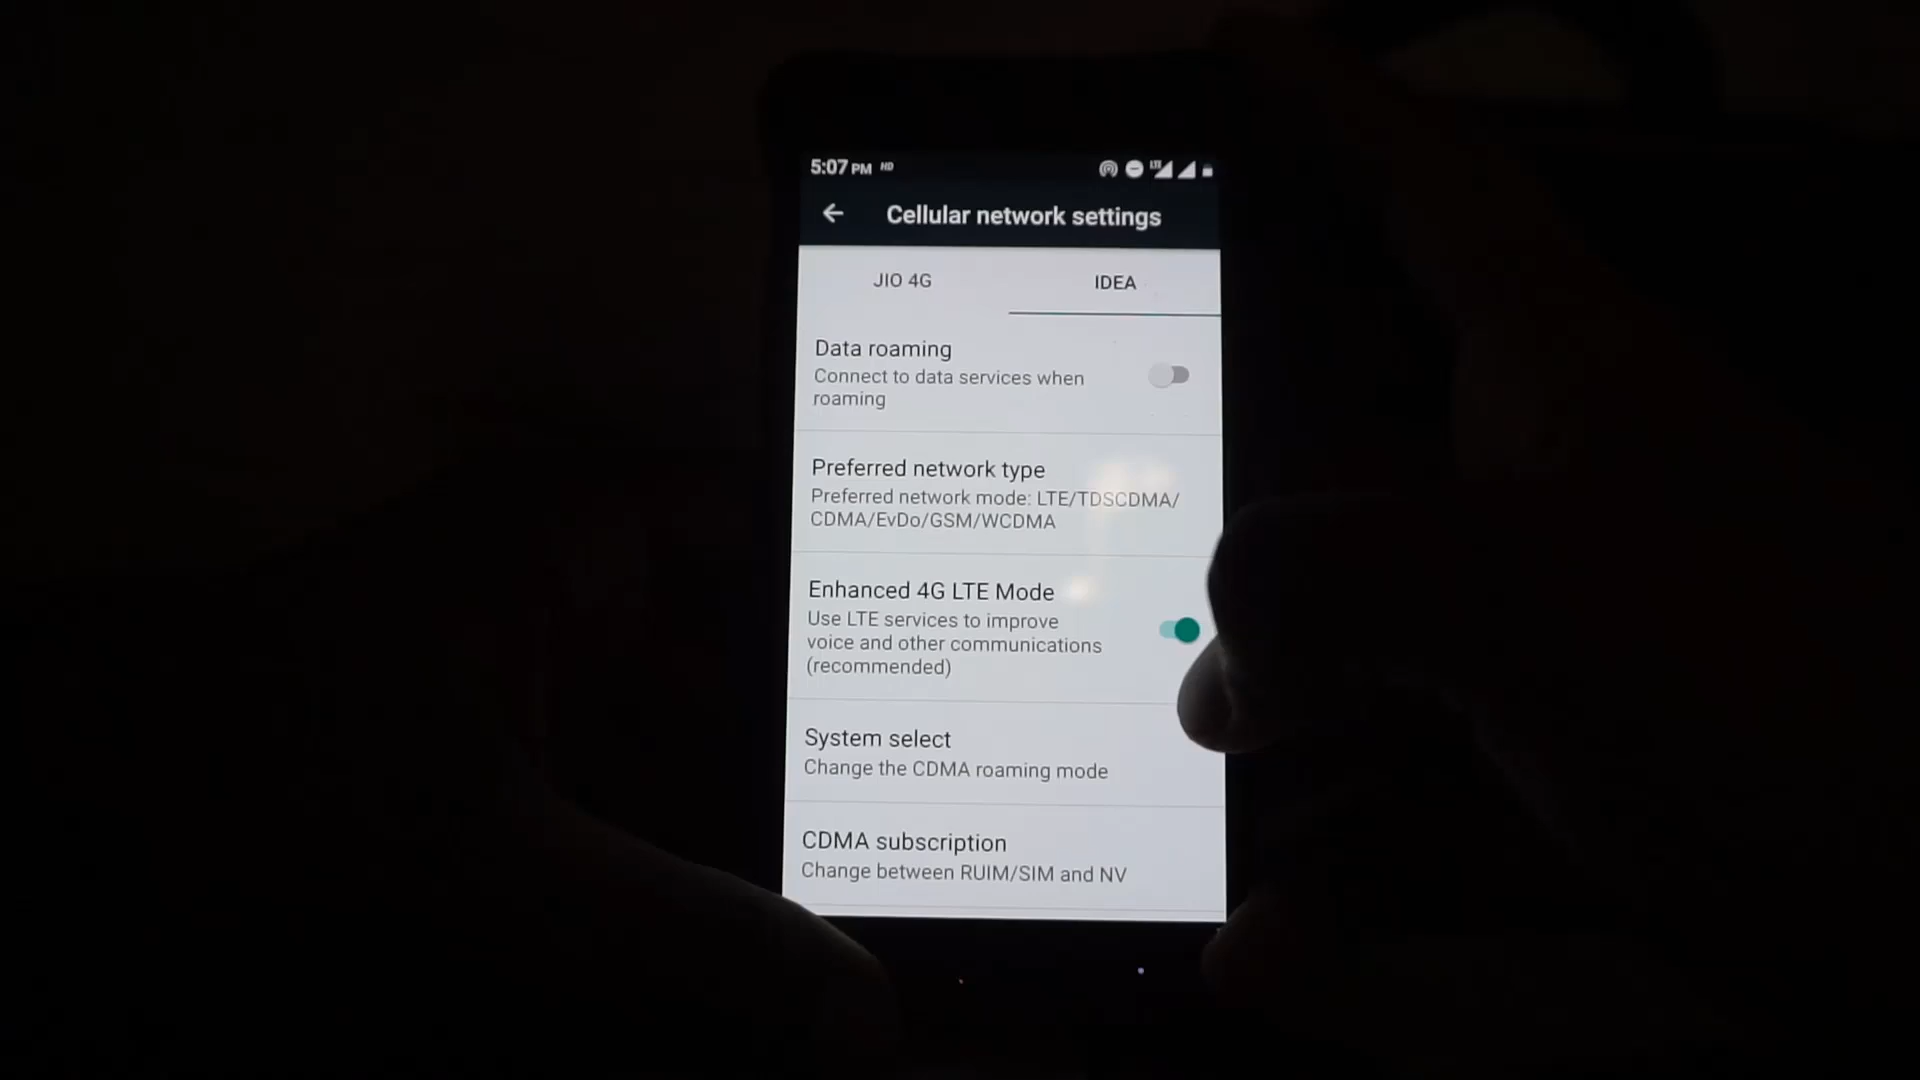 5:07 PM HD LTE
Cellular network settings
JIO 4G IDEA
Data roaming
Connect to data services when
roaming
Preferred network type
Preferred network mode: LTE/TDSCDMA/
CDMA/EvDo/GSM/WCDMA
Enhanced 4G LTE Mode
Use LTE services to improve
voice and other communications
(recommended)
System select
Change the CDMA roaming mode
CDMA subscription
Change between RUIM/SIM and NV